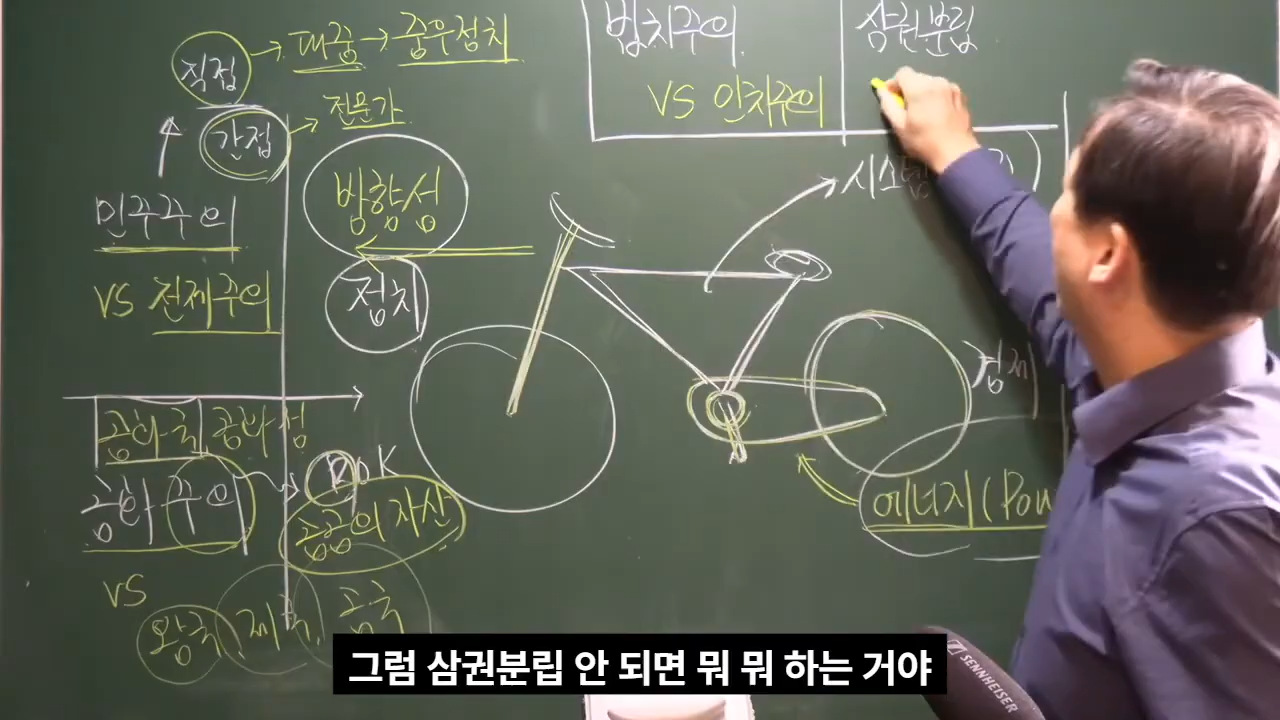 직접 → 대중 → 중우정치
간접 → 전문가
민주주의
vs 전제주의
방향성
정치
법치주의
vs 인치주의
삼권분립
시스템
경제
에너지(Pow
공화국, 공화정
공화주의
ROK
공공의 자산
vs
왕국, 제국, 공국
그럼 삼권분립 안 되면 뭐 뭐 하는 거야
SENNHEISER